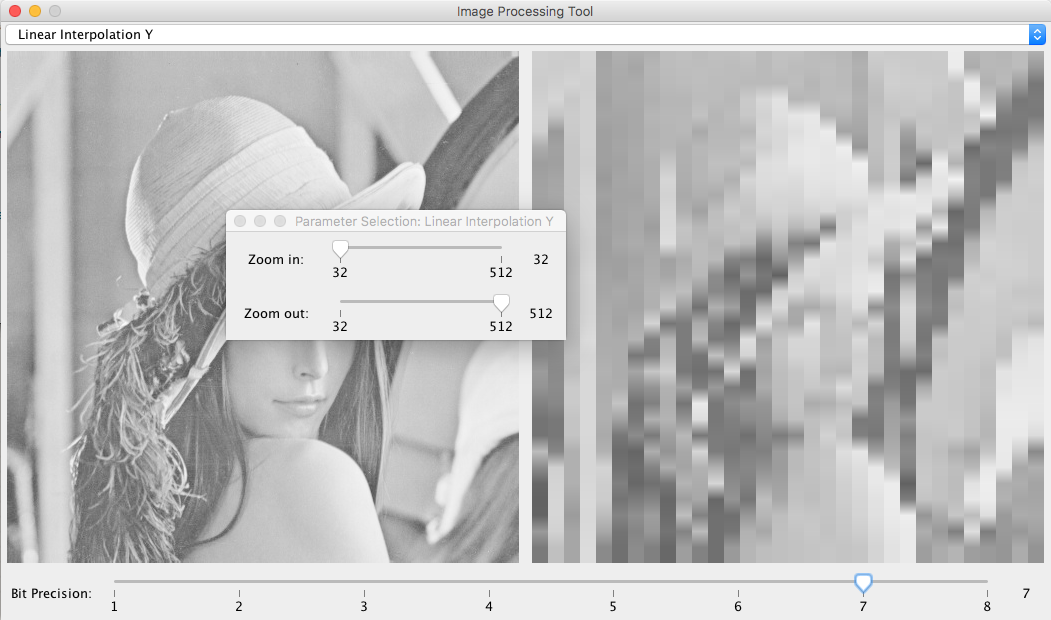 Image Processing Tool
Linear Interpolation Y
Parameter Selection: Linear Interpolation Y
Zoom in: 32
32 512
Zoom out: 512
32 512
Bit Precision: 7
1 2 3 4 5 6 7 8